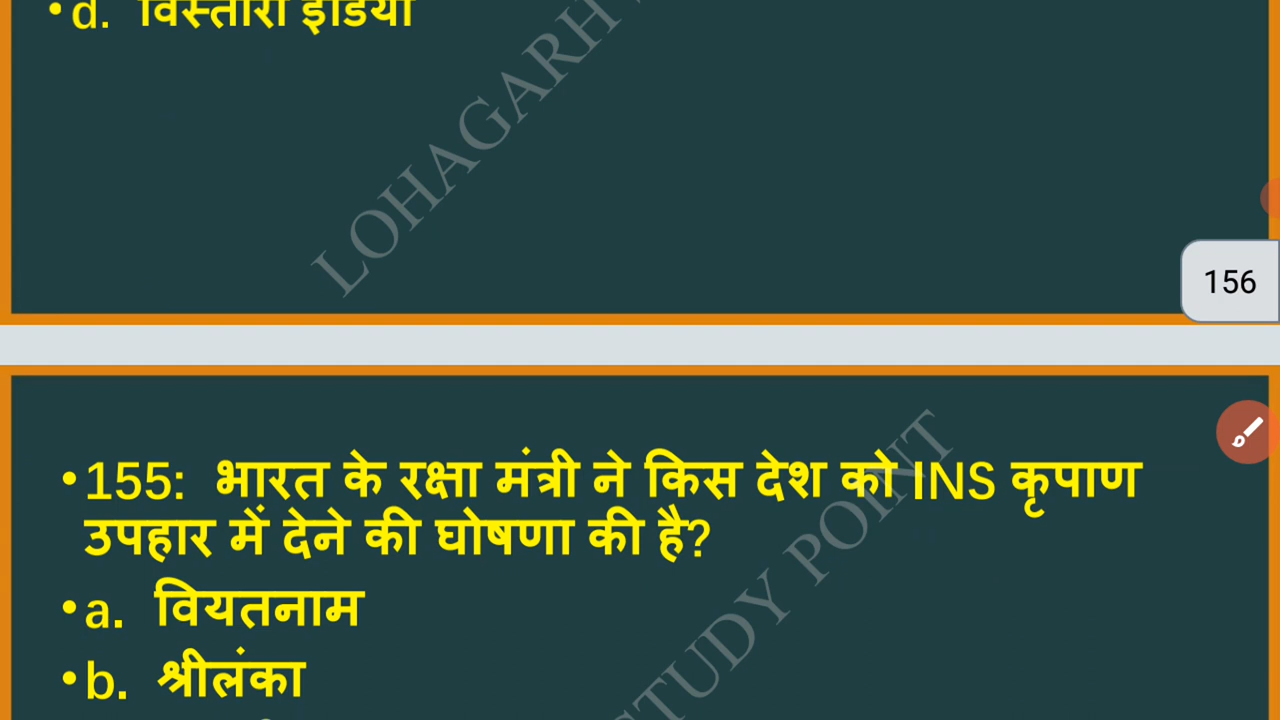 •d. विस्तारा इंडिया
LOHAGARH
156
•155: भारत के रक्षा मंत्री ने किस देश को INS कृपाण
उपहार में देने की घोषणा की है?
•a. वियतनाम
•b. श्रीलंका
STUDY POINT